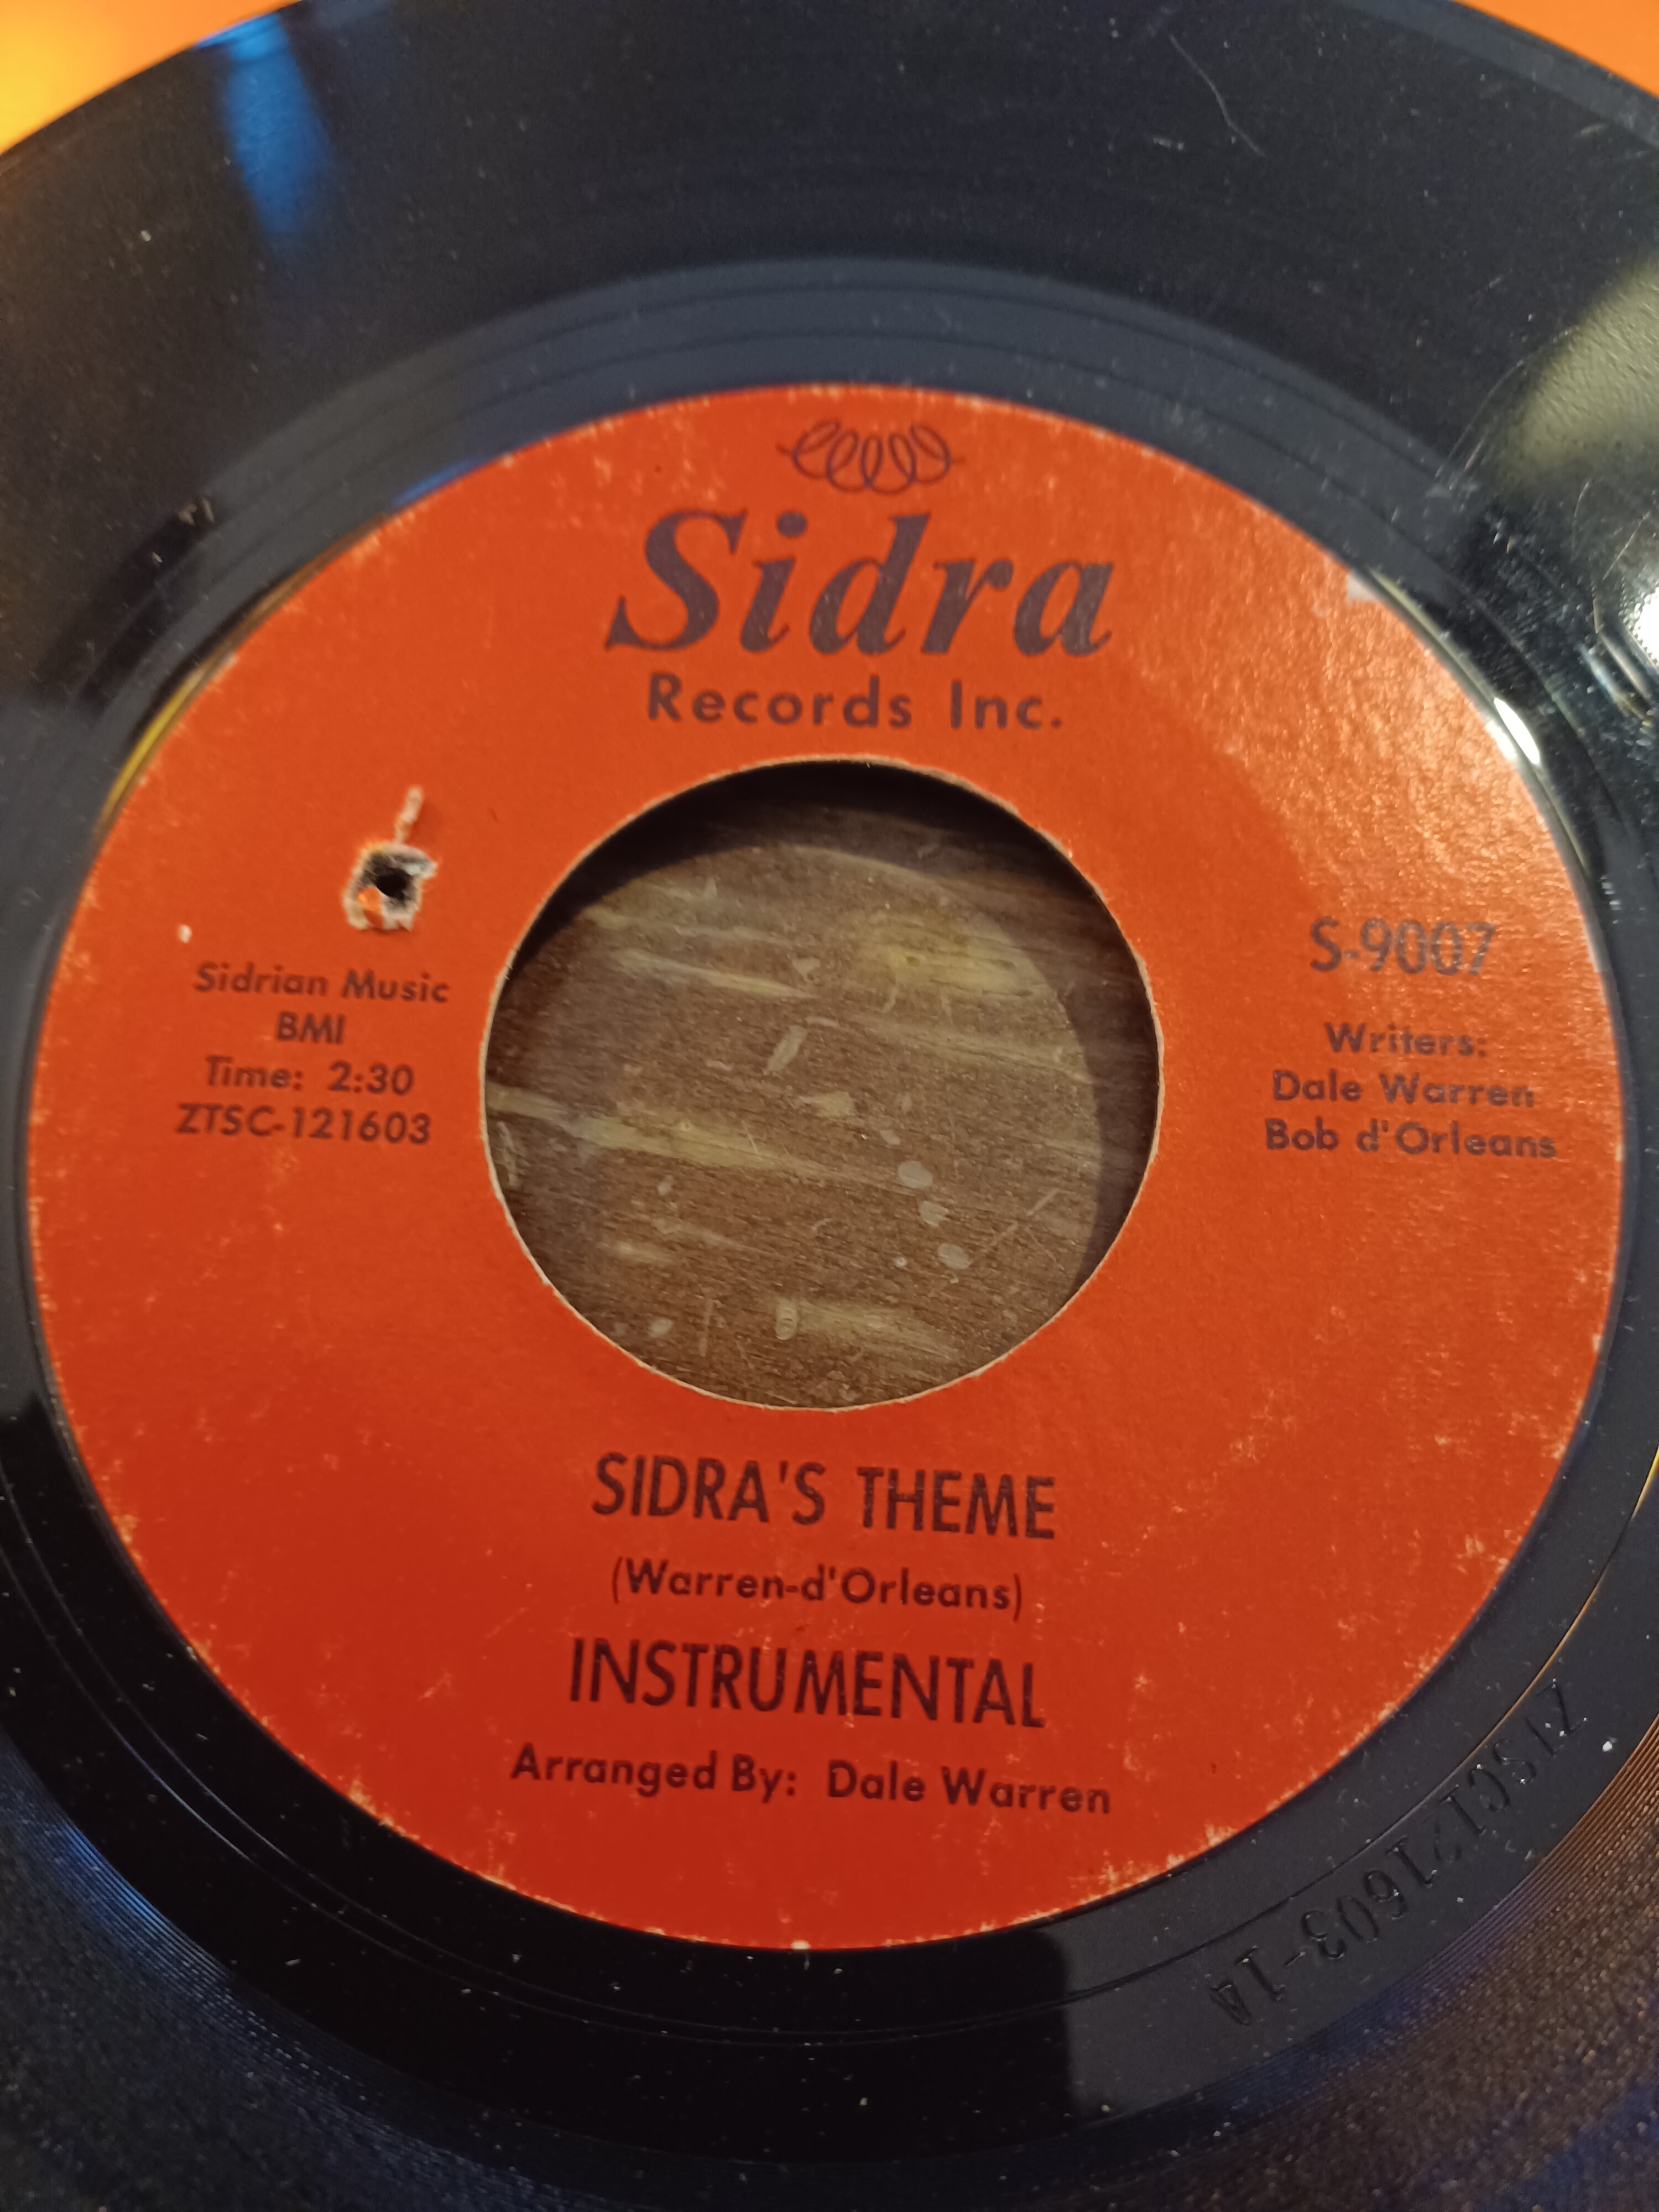 Sidra
Records Inc.
Sidrian Music
BMI
Time: 2:30
ZTSC-121603
S-9007
Writers:
Dale Warren
Bob d'Orleans
SIDRA'S THEME
(Warren-d'Orleans)
INSTRUMENTAL
Arranged By: Dale Warren
ZTSC121603-1A